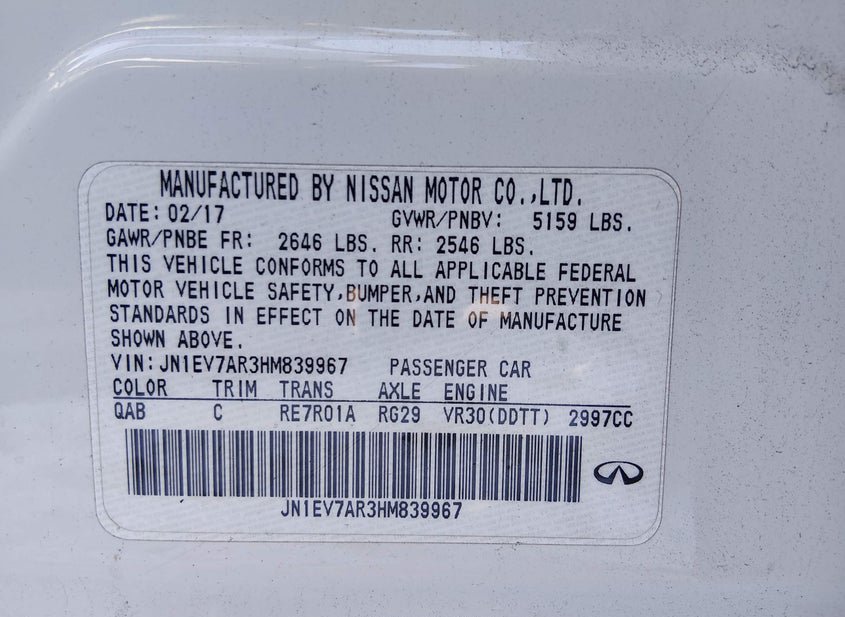 MANUFACTURED BY NISSAN MOTOR CO.,LTD.
DATE: 02/17 GVWR/PNBV: 5159 LBS.
GAWR/PNBE FR: 2646 LBS. RR: 2546 LBS.
THIS VEHICLE CONFORMS TO ALL APPLICABLE FEDERAL
MOTOR VEHICLE SAFETY,BUMPER,AND THEFT PREVENTION
STANDARDS IN EFFECT ON THE DATE OF MANUFACTURE
SHOWN ABOVE.
VIN: JN1EV7AR3HM839967 PASSENGER CAR
COLOR TRIM TRANS AXLE ENGINE
QAB C RE7R01A RG29 VR30(DDTT) 2997CC
JN1EV7AR3HM839967